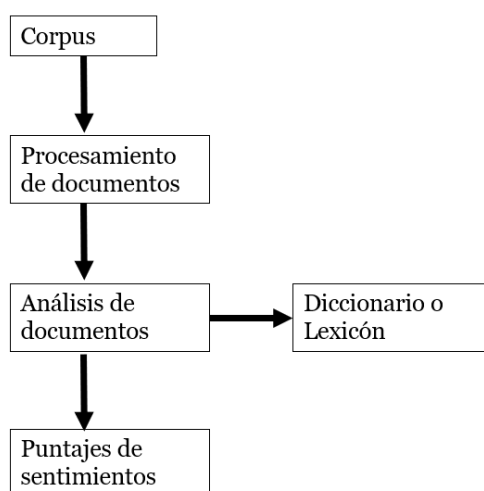 Corpus
Procesamiento
de documentos
Análisis de
documentos
Diccionario o
Lexicón
Puntajes de
sentimientos